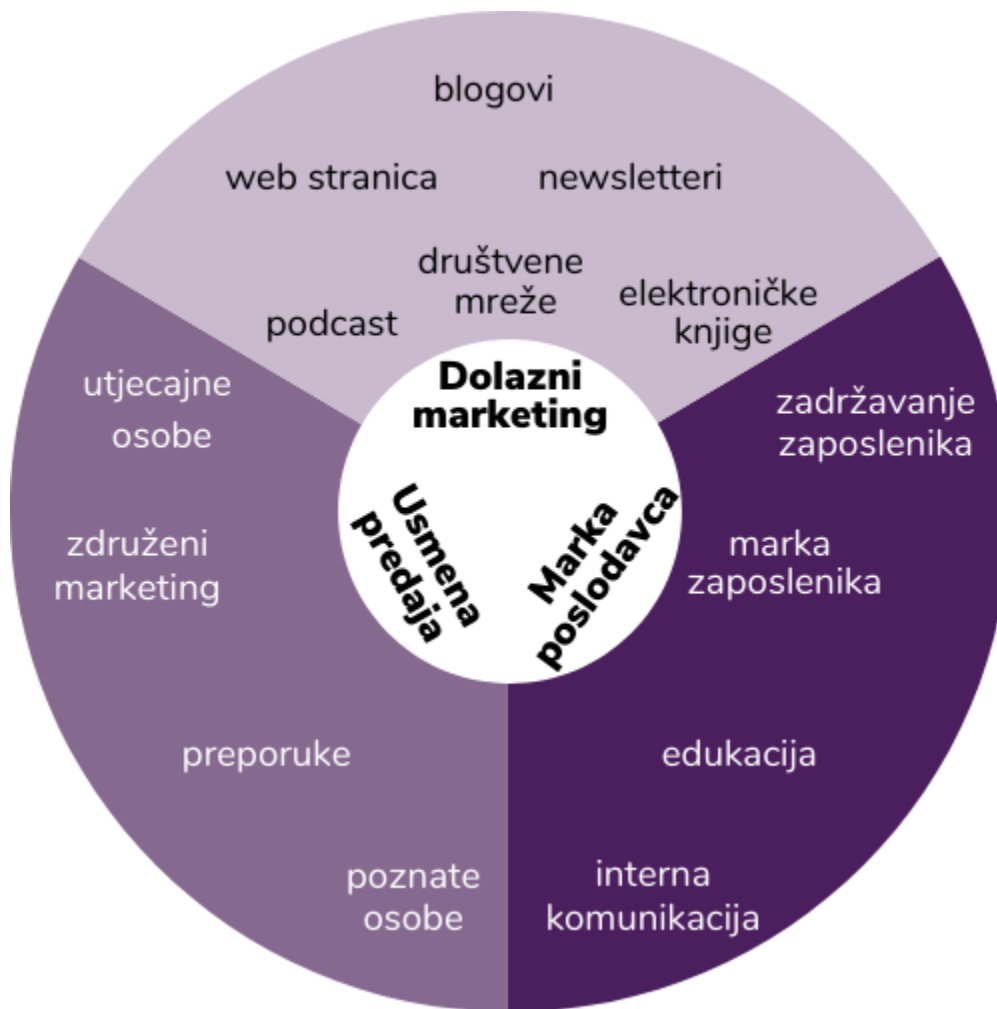 blogovi
web stranica
newsletteri
društvene
mreže
elektroničke
knjige
podcast
Dolazni
marketing
utjecajne
osobe
združeni
marketing
preporuke
poznate
osobe
Usmena
predaja
Marka
poslodavca
zadržavanje
zaposlenika
marka
zaposlenika
edukacija
interna
komunikacija